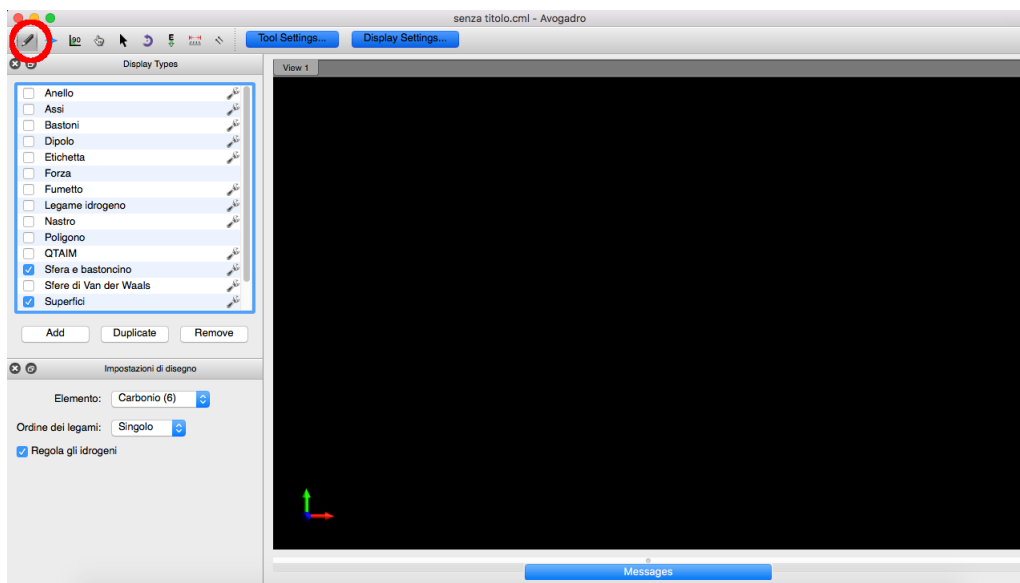 senza titolo.cml - Avogadro
90
E
Tool Settings...
Display Settings...
Display Types
View 1
Anello
Assi
Bastoni
Dipolo
Etichetta
Forza
Fumetto
Legame idrogeno
Nastro
Poligono
QTAIM
Sfera e bastoncino
Sfere di Van der Waals
Superfici
Add
Duplicate
Remove
Impostazioni di disegno
Elemento: Carbonio (6)
Ordine dei legami: Singolo
Regola gli idrogeni
Messages